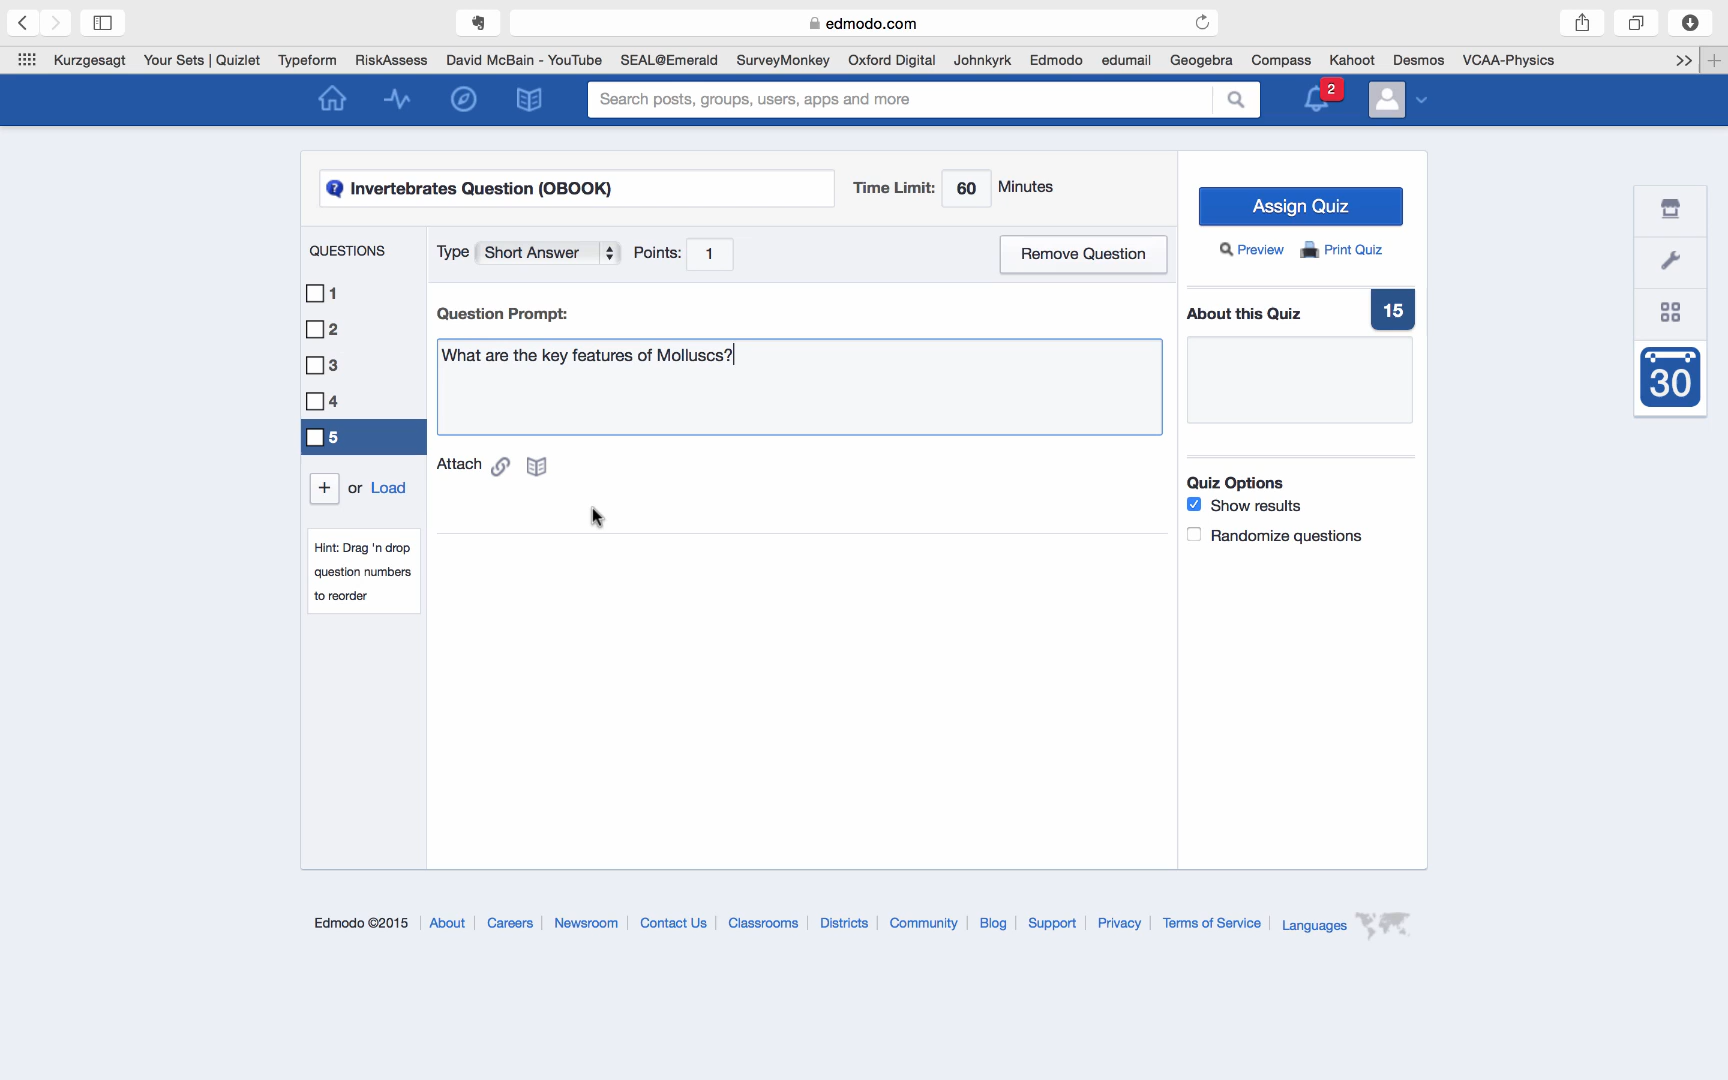 edmodo.com
Kurzgesagt Your Sets | Quizlet Typeform RiskAssess David McBain - YouTube SEAL@Emerald SurveyMonkey Oxford Digital Johnkyrk Edmodo edumail Geogebra Compass Kahoot Desmos VCAA-Physics >> +
Search posts, groups, users, apps and more
2
Invertebrates Question (OBOOK) Time Limit: 60 Minutes
Assign Quiz
Preview Print Quiz
QUESTIONS
Type Short Answer Points: 1 Remove Question
1
2
3
4
5
+ or Load
Hint: Drag 'n drop
question numbers
to reorder
Question Prompt:
What are the key features of Molluscs?
Attach
About this Quiz 15
Quiz Options
Show results
Randomize questions
30
Edmodo ©2015 About Careers Newsroom Contact Us Classrooms Districts Community Blog Support Privacy Terms of Service Languages